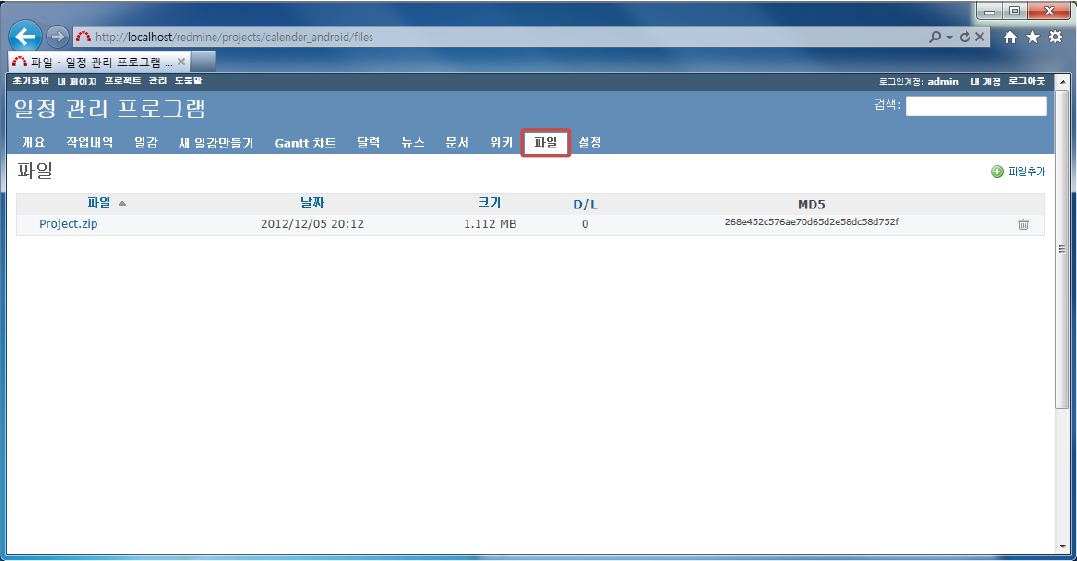 http://localhost/redmine/projects/calender_android/files
파일 - 일정 관리 프로그램 ...
초기화면 내 페이지 프로젝트 관리 도움말 로그인계정: admin 내 계정 로그아웃
일정 관리 프로그램 검색:
개요 작업내역 일감 새 일감만들기 Gantt 차트 달력 뉴스 문서 위키 파일 설정
파일 파일추가
파일 날짜 크기 D/L MD5
Project.zip 2012/12/05 20:12 1.112 MB 0 268e452c576ae70d65d2e58dc58d752f